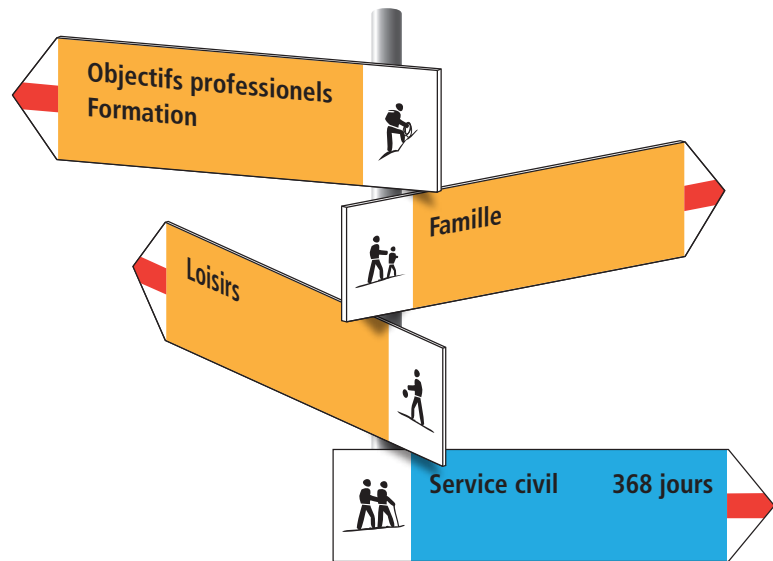 Objectifs professionels
Formation
Famille
Loisirs
Service civil 368 jours